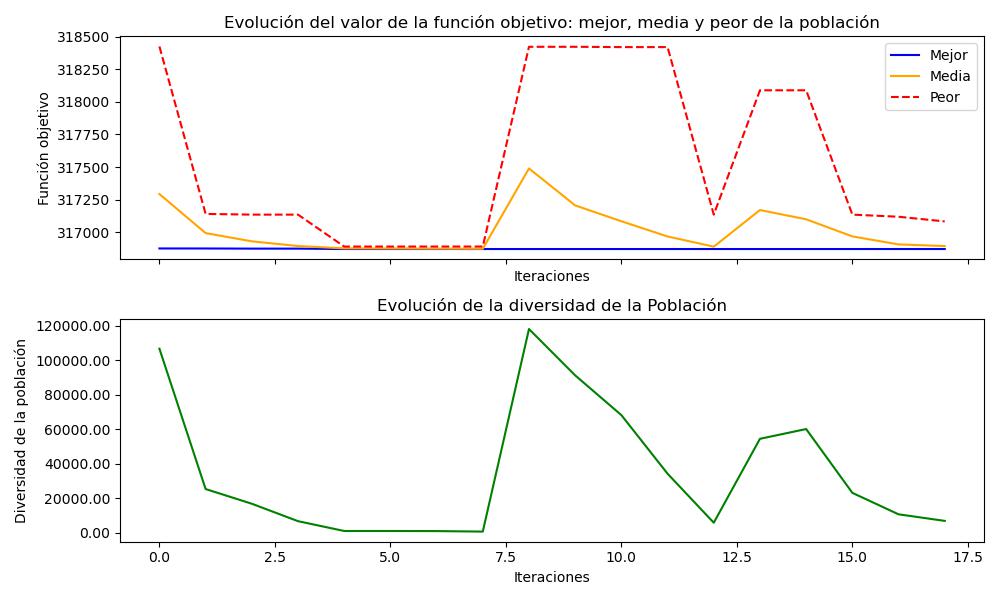 Evolución del valor de la función objetivo: mejor, media y peor de la población
318500
318250
318000
317750
317500
317250
317000
Función objetivo
Mejor
Media
Peor
Iteraciones
Evolución de la diversidad de la Población
120000.00
100000.00
80000.00
60000.00
40000.00
20000.00
0.00
Diversidad de la población
0.0 2.5 5.0 7.5 10.0 12.5 15.0 17.5
Iteraciones